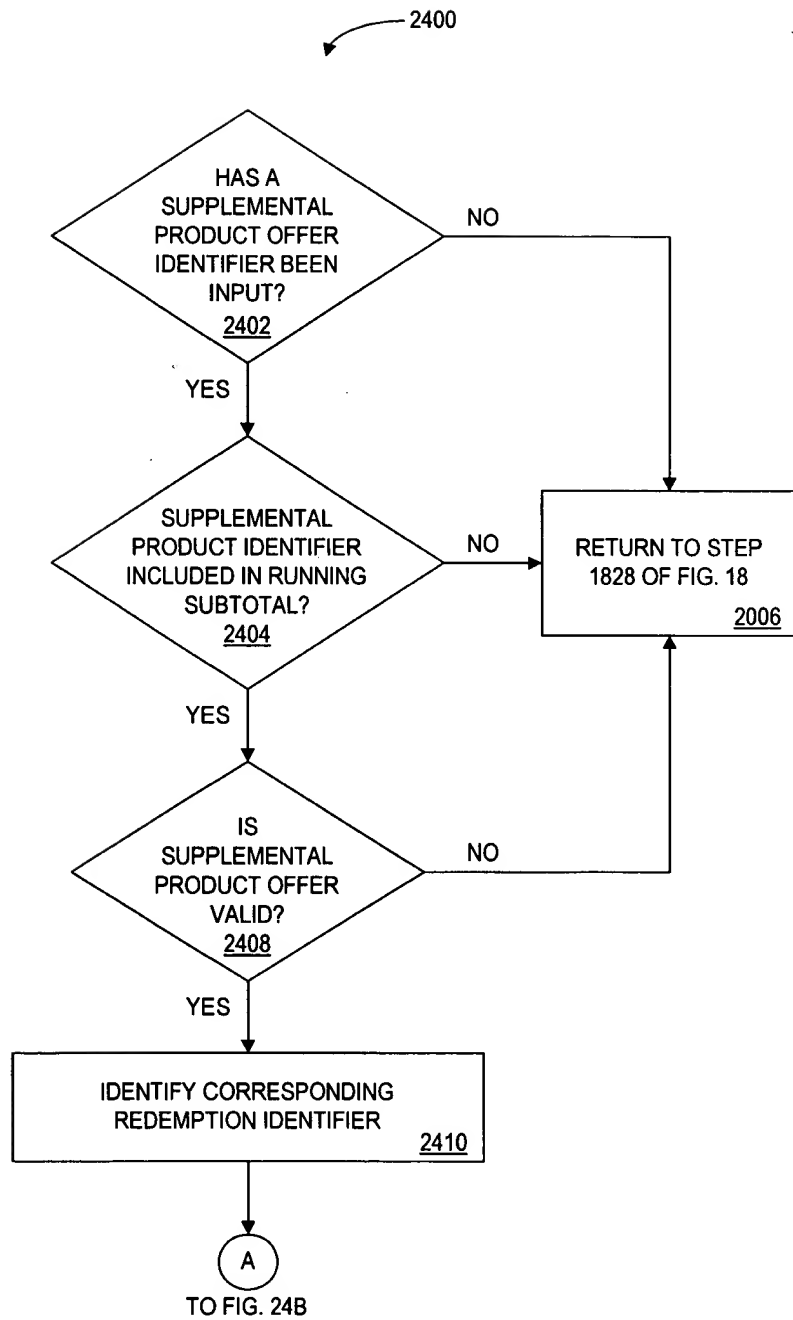 2400
HAS A
SUPPLEMENTAL
PRODUCT OFFER
IDENTIFIER BEEN
INPUT?
2402
NO
YES
SUPPLEMENTAL
PRODUCT IDENTIFIER
INCLUDED IN RUNNING
SUBTOTAL?
2404
NO
RETURN TO STEP
1828 OF FIG. 18
2006
YES
IS
SUPPLEMENTAL
PRODUCT OFFER
VALID?
2408
NO
YES
IDENTIFY CORRESPONDING
REDEMPTION IDENTIFIER
2410
A
TO FIG. 24B